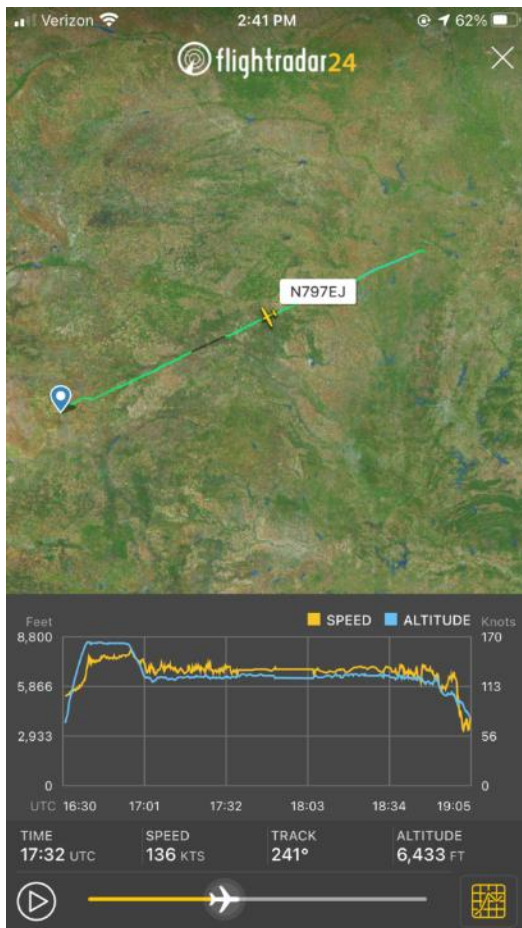 Verizon 2:41 PM 62%
flightradar24
N797EJ
Feet SPEED ALTITUDE Knots
8,800 170
5,866 113
2,933 56
0 0
UTC 16:30 17:01 17:32 18:03 18:34 19:05
TIME SPEED TRACK ALTITUDE
17:32 UTC 136 KTS 241° 6,433 FT